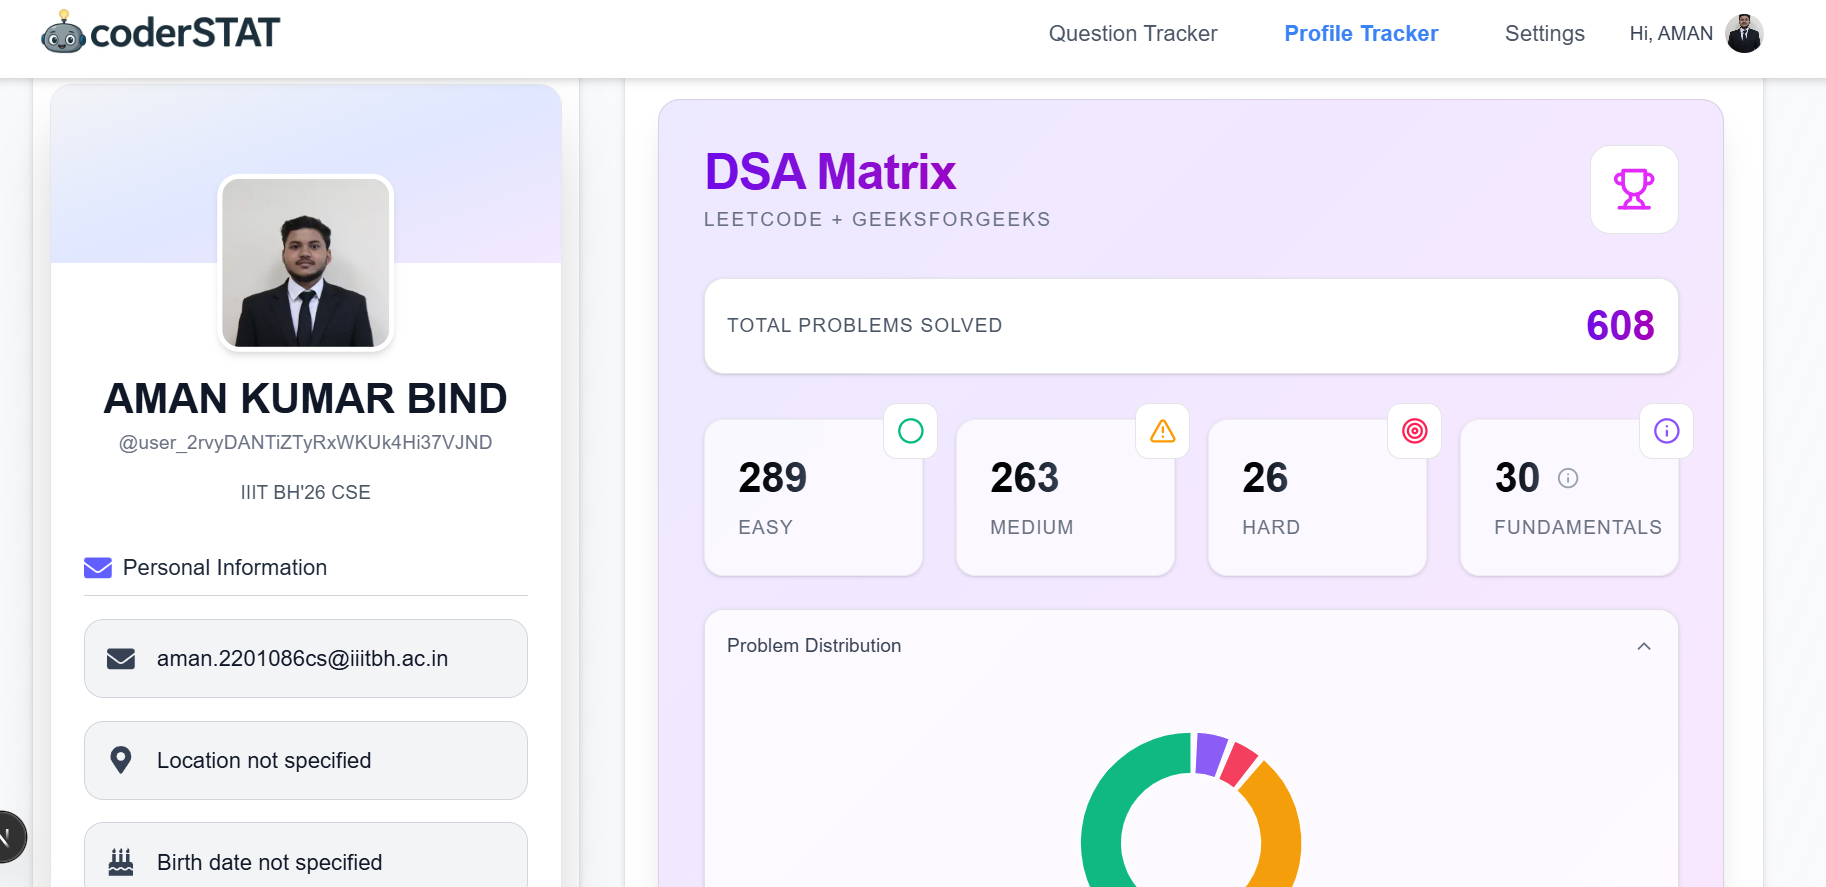 coderSTAT
Question Tracker
Profile Tracker
Settings
Hi, AMAN
AMAN KUMAR BIND
@user_2rvyDANTiZTyRxWKUk4Hi37VJND
IIIT BH'26 CSE
Personal Information
aman.2201086cs@iiitbh.ac.in
Location not specified
Birth date not specified
N
DSA Matrix
LEETCODE + GEEKSFORGEEKS
TOTAL PROBLEMS SOLVED
608
289
EASY
263
MEDIUM
26
HARD
30
FUNDAMENTALS
Problem Distribution